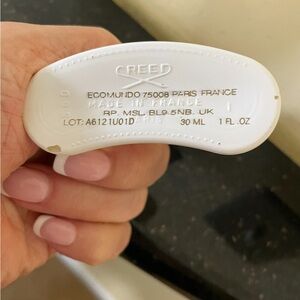 CREED
ECOMUNDO 75008 PARIS FRANCE
MADE IN FRANCE
RP. MSL, BL9 5NB, UK
LOT: A6121U01D 30 ML 1 FL.OZ